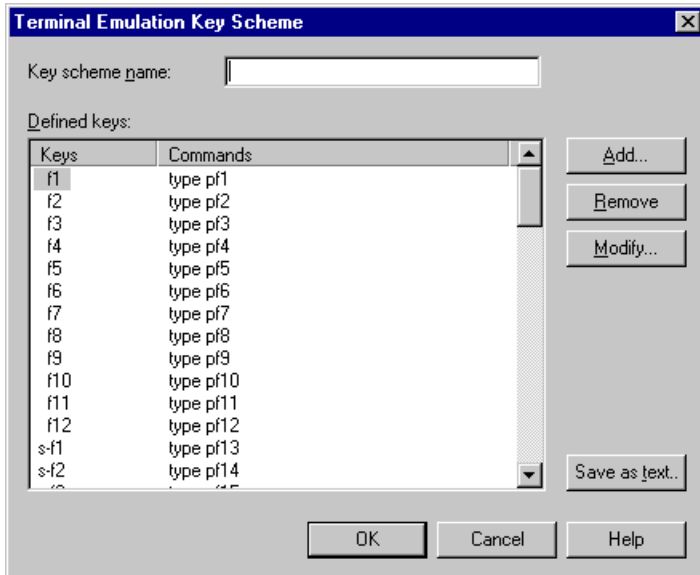 Terminal Emulation Key Scheme
Key scheme name:
Defined keys:
Keys Commands
f1 type pf1
f2 type pf2
f3 type pf3
f4 type pf4
f5 type pf5
f6 type pf6
f7 type pf7
f8 type pf8
f9 type pf9
f10 type pf10
f11 type pf11
f12 type pf12
s-f1 type pf13
s-f2 type pf14
Add...
Remove
Modify...
Save as text..
OK Cancel Help